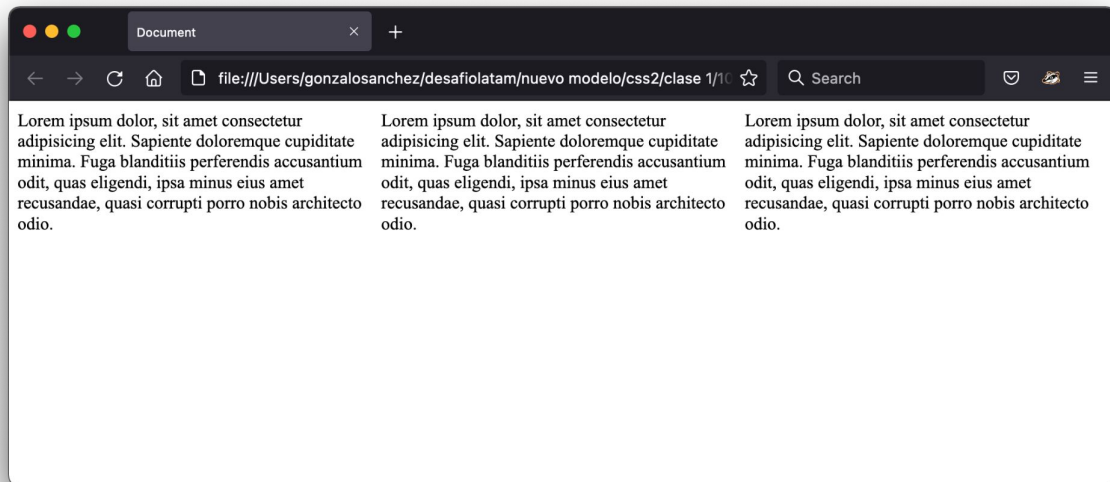 Document
file:///Users/gonzalosanchez/desafiolatam/nuevo modelo/css2/clase 1/10
Search
Lorem ipsum dolor, sit amet consectetur
adipisicing elit. Sapiente doloremque cupiditate
minima. Fuga blanditiis perferendis accusantium
odit, quas eligendi, ipsa minus eius amet
recusandae, quasi corrupti porro nobis architecto
odio.
Lorem ipsum dolor, sit amet consectetur
adipisicing elit. Sapiente doloremque cupiditate
minima. Fuga blanditiis perferendis accusantium
odit, quas eligendi, ipsa minus eius amet
recusandae, quasi corrupti porro nobis architecto
odio.
Lorem ipsum dolor, sit amet consectetur
adipisicing elit. Sapiente doloremque cupiditate
minima. Fuga blanditiis perferendis accusantium
odit, quas eligendi, ipsa minus eius amet
recusandae, quasi corrupti porro nobis architecto
odio.